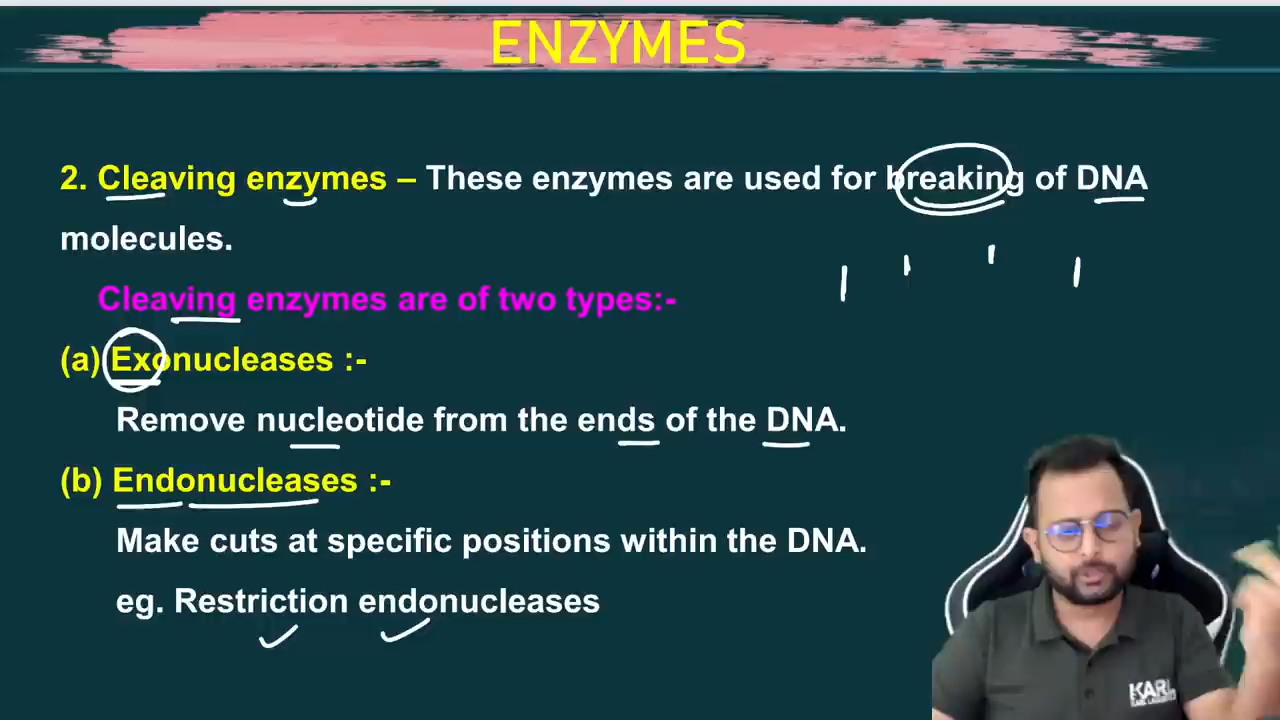 ENZYMES
2. Cleaving enzymes – These enzymes are used for breaking of DNA
molecules.
Cleaving enzymes are of two types:-
(a) Exonucleases :-
Remove nucleotide from the ends of the DNA.
(b) Endonucleases :-
Make cuts at specific positions within the DNA.
eg. Restriction endonucleases
KARL